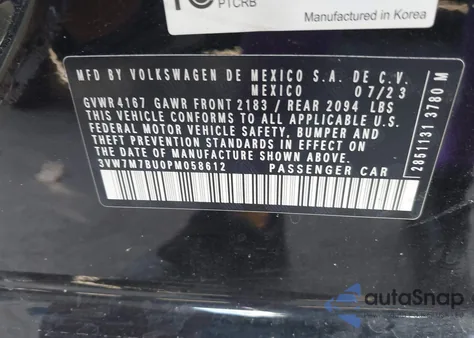 PTCRB
Manufactured in Korea
MFD BY VOLKSWAGEN DE MEXICO S.A. DE C.V.
MEXICO 07/23
GVWR 4167 GAWR FRONT 2183 / REAR 2094 LBS
THIS VEHICLE CONFORMS TO ALL APPLICABLE U.S.
FEDERAL MOTOR VEHICLE SAFETY, BUMPER AND
THEFT PREVENTION STANDARDS IN EFFECT
ON THE DATE OF MANUFACTURE SHOWN ABOVE.
3VW7M7BU0PM058612 PASSENGER CAR
2851131 3780 M
autoSnap